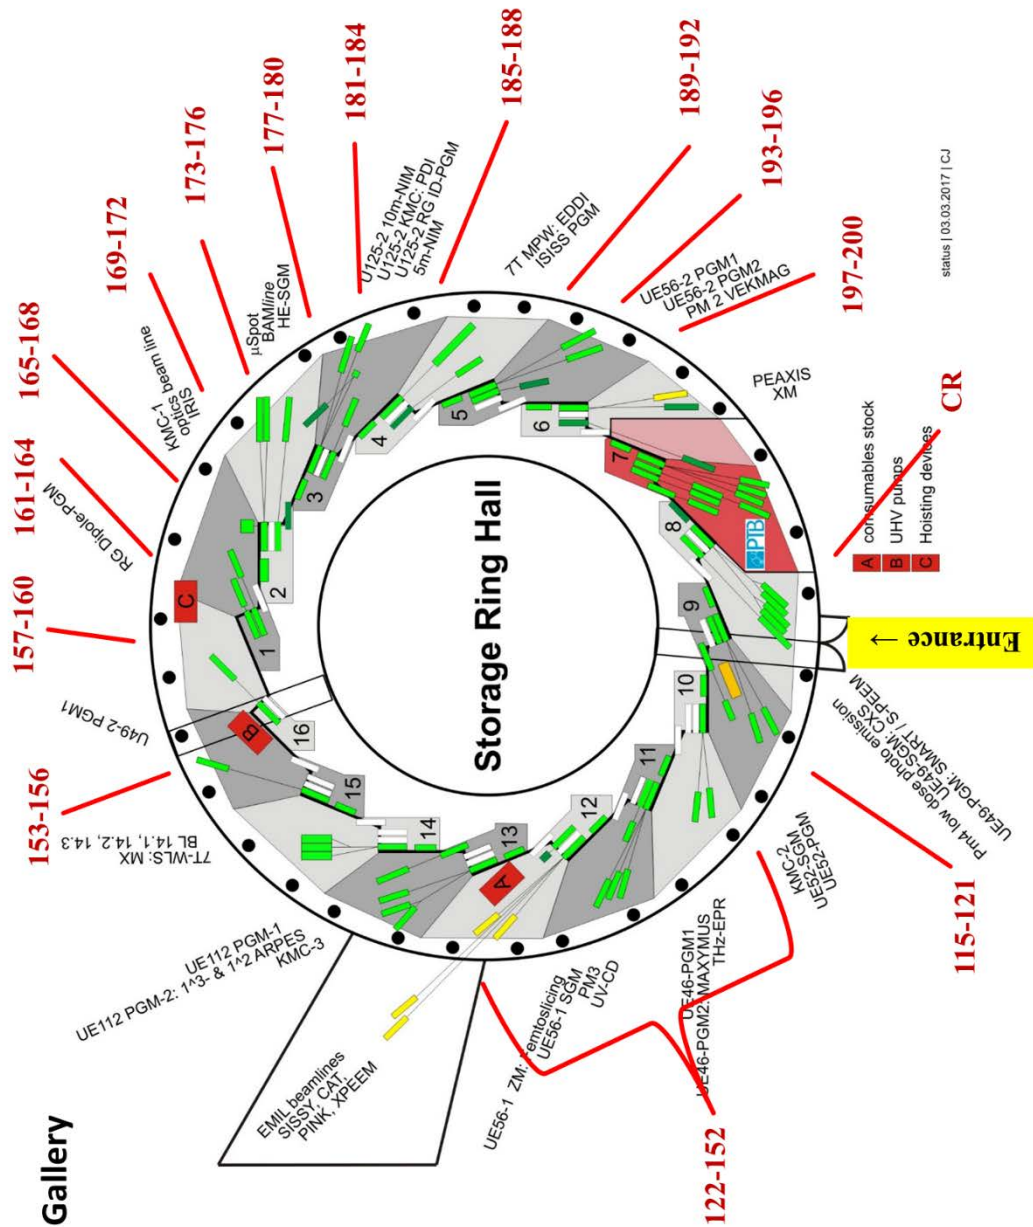 Gallery
EMIL beamlines
SISSY, CAT,
PINK, XPEEM
UE112 PGM-1
UE112 PGM-2: 1^3- & 1^2 ARPES
KMC-3
7T-WLS: MX
BL 14.1, 14.2, 14.3
153-156
U49-2 PGM1
157-160
161-164
RG Dipole-PGM
165-168
169-172
KMC-1
optics beam line
IRIS
173-176
µSpot
BAMline
HE-SGM
177-180
181-184
U125-2 10m-NIM
U125-2 KMC: PDI
U125-2 RG ID-PGM
5m-NIM
185-188
7T MPW: EDDI
ISISS PGM
189-192
193-196
UE56-2 PGM1
UE56-2 PGM2
PM 2 VEKMAG
197-200
PEAXIS
XM
CR
UE56-1 ZM: Femtoslicing
UE56-1 SGM
PM3
UV-CD
122-152
UE46-PGM1
UE46-PGM2: MAXYMUS
THz-EPR
KMC-2
UE52-SGM
UE52-PGM
115-121
Pm4 low dose photo emission
UE49-SGM: CXS
UE49-PGM: SMART / S-PEEM
Entrance →
Storage Ring Hall
1
2
3
4
5
6
7
8
9
10
11
12
13
14
15
16
A
B
C
PTB
A comsumables stock
B UHV pumps
C Hoisting devices
status | 03.03.2017 | CJ